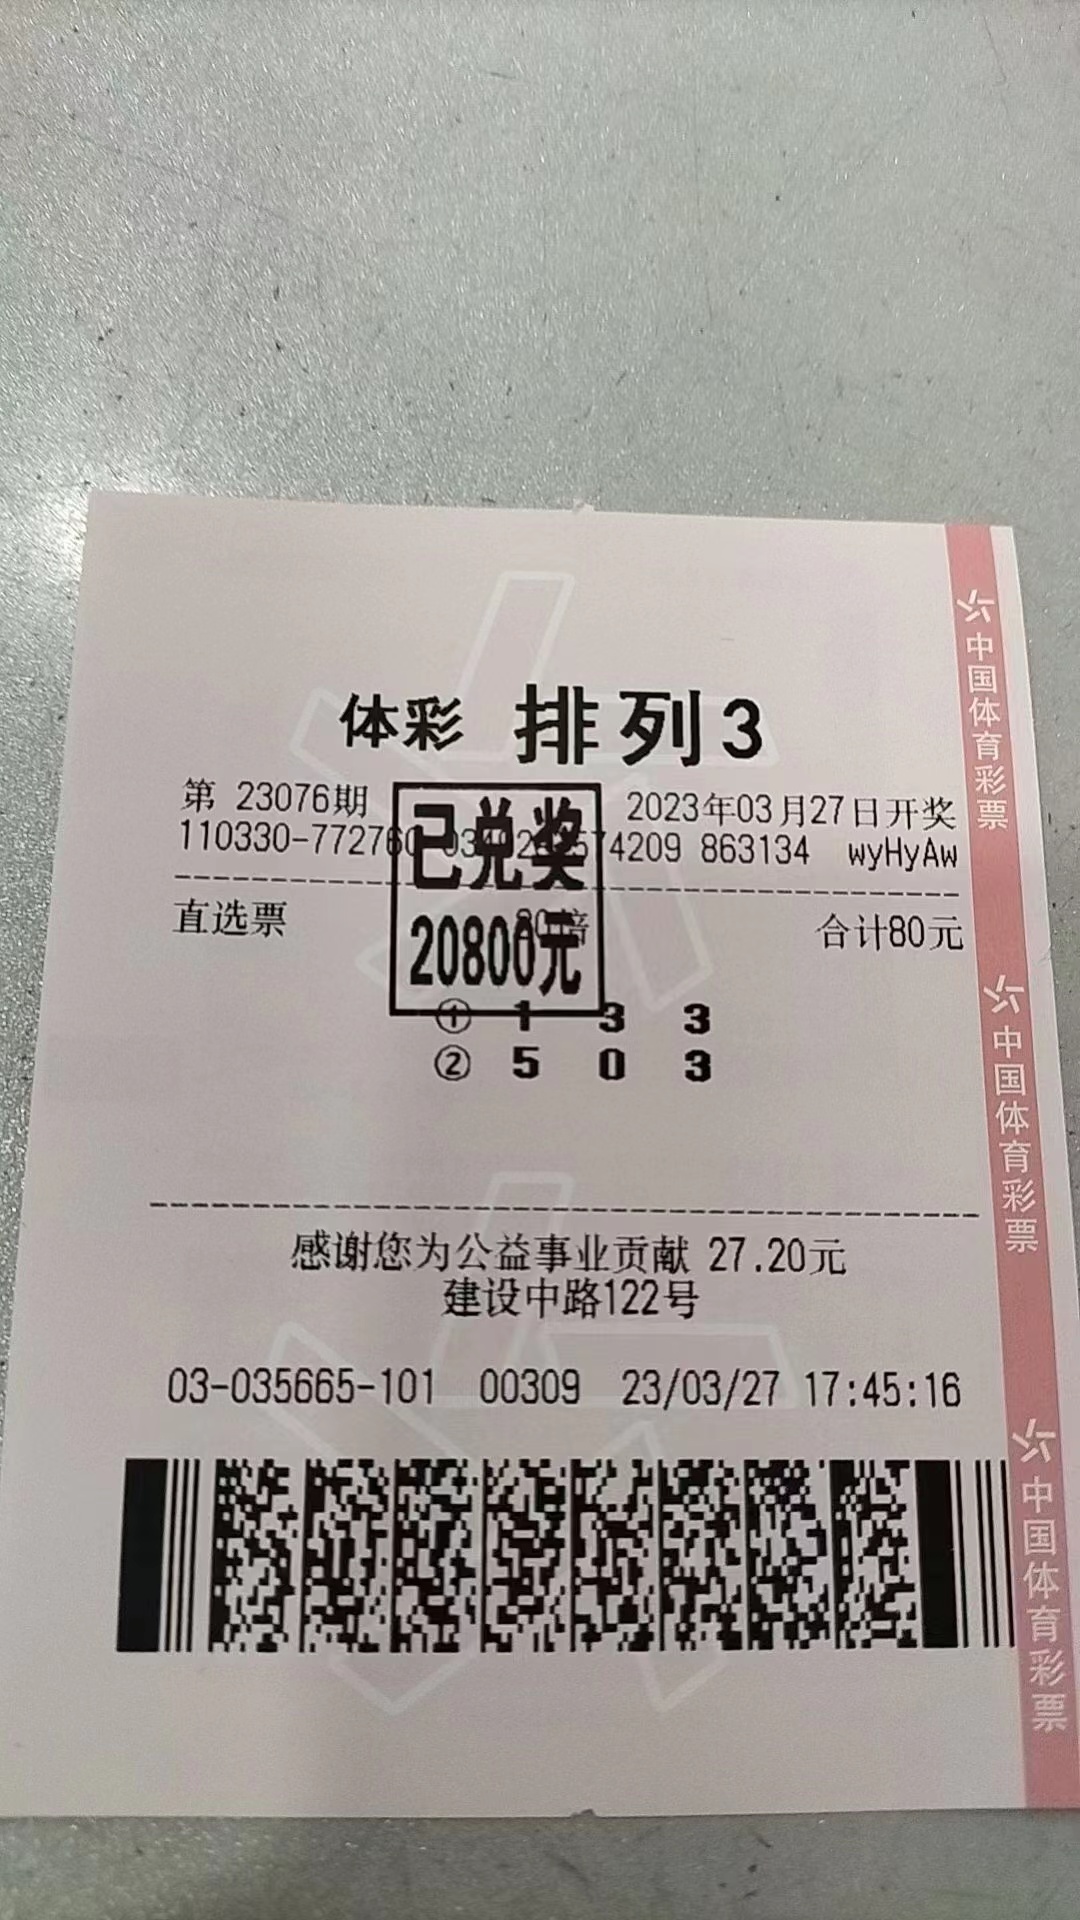 体彩 排列3
第 23076期 2023年03月27日开奖
110330-772760 4209 863134 wyHyAw
已兑奖
20800元
直选票 合计80元
① 1 3 3
② 5 0 3
感谢您为公益事业贡献 27.20元
建设中路122号
03-035665-101 00309 23/03/27 17:45:16
中国体育彩票
中国体育彩票
中国体育彩票